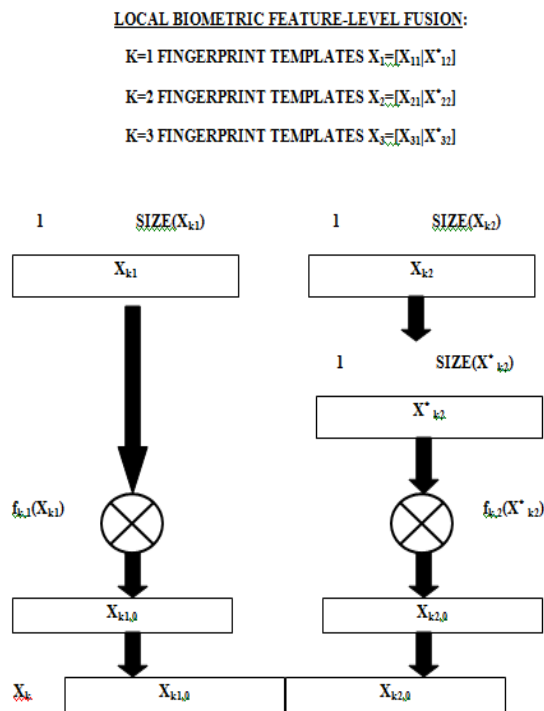 LOCAL BIOMETRIC FEATURE-LEVEL FUSION:
K=1 FINGERPRINT TEMPLATES X₁=[X₁₁|X*₁₂]
K=2 FINGERPRINT TEMPLATES X₂=[X₂₁|X*₂₂]
K=3 FINGERPRINT TEMPLATES X₃=[X₃₁|X*₃₂]
1 SIZE(Xₖ₁) 1 SIZE(Xₖ₂)
Xₖ₁ Xₖ₂
1 SIZE(X*ₖ₂)
X*ₖ₂
fₖ,₁(Xₖ₁) fₖ,₂(X*ₖ₂)
Xₖ₁,₀ Xₖ₂,₀
Xₖ Xₖ₁,₀ Xₖ₂,₀